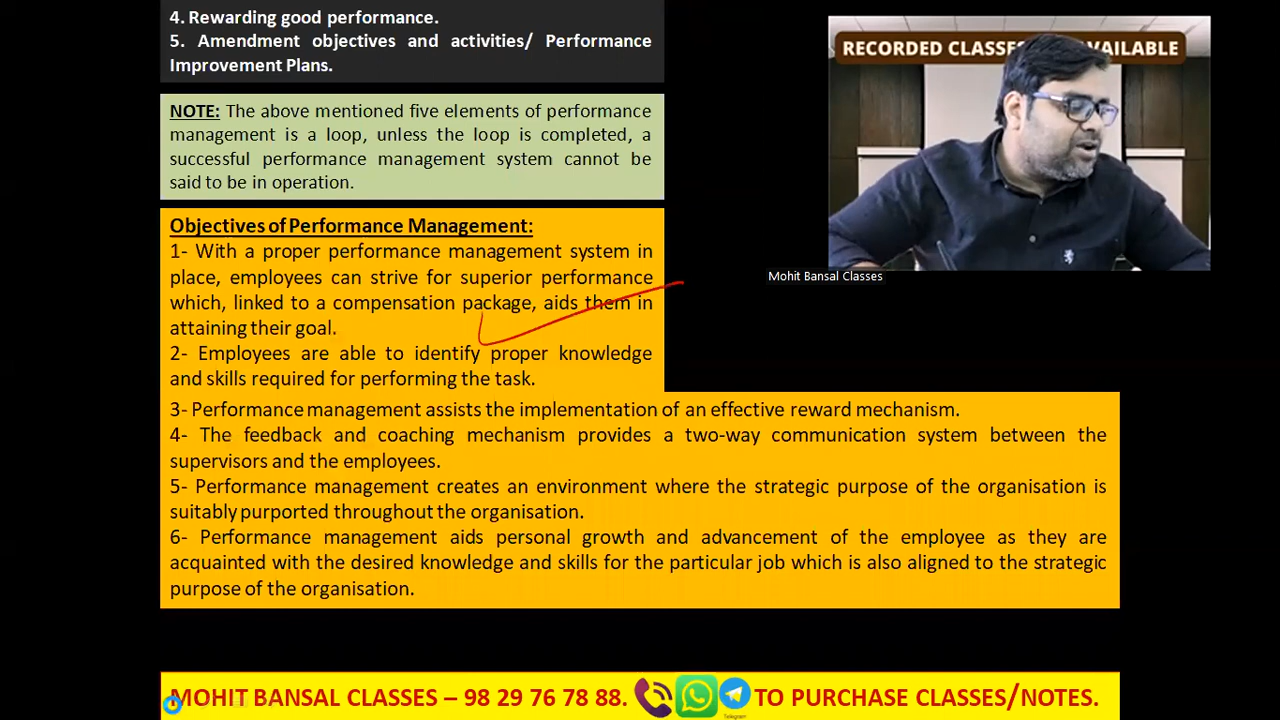 4. Rewarding good performance.
5. Amendment objectives and activities/ Performance
Improvement Plans.
RECORDED CLASSES AVAILABLE
NOTE: The above mentioned five elements of performance
management is a loop, unless the loop is completed, a
successful performance management system cannot be
said to be in operation.
Mohit Bansal Classes
Objectives of Performance Management:
1- With a proper performance management system in
place, employees can strive for superior performance
which, linked to a compensation package, aids them in
attaining their goal.
2- Employees are able to identify proper knowledge
and skills required for performing the task.
3- Performance management assists the implementation of an effective reward mechanism.
4- The feedback and coaching mechanism provides a two-way communication system between the
supervisors and the employees.
5- Performance management creates an environment where the strategic purpose of the organisation is
suitably purported throughout the organisation.
6- Performance management aids personal growth and advancement of the employee as they are
acquainted with the desired knowledge and skills for the particular job which is also aligned to the strategic
purpose of the organisation.
MOHIT BANSAL CLASSES – 98 29 76 78 88. TO PURCHASE CLASSES/NOTES.
Telegram